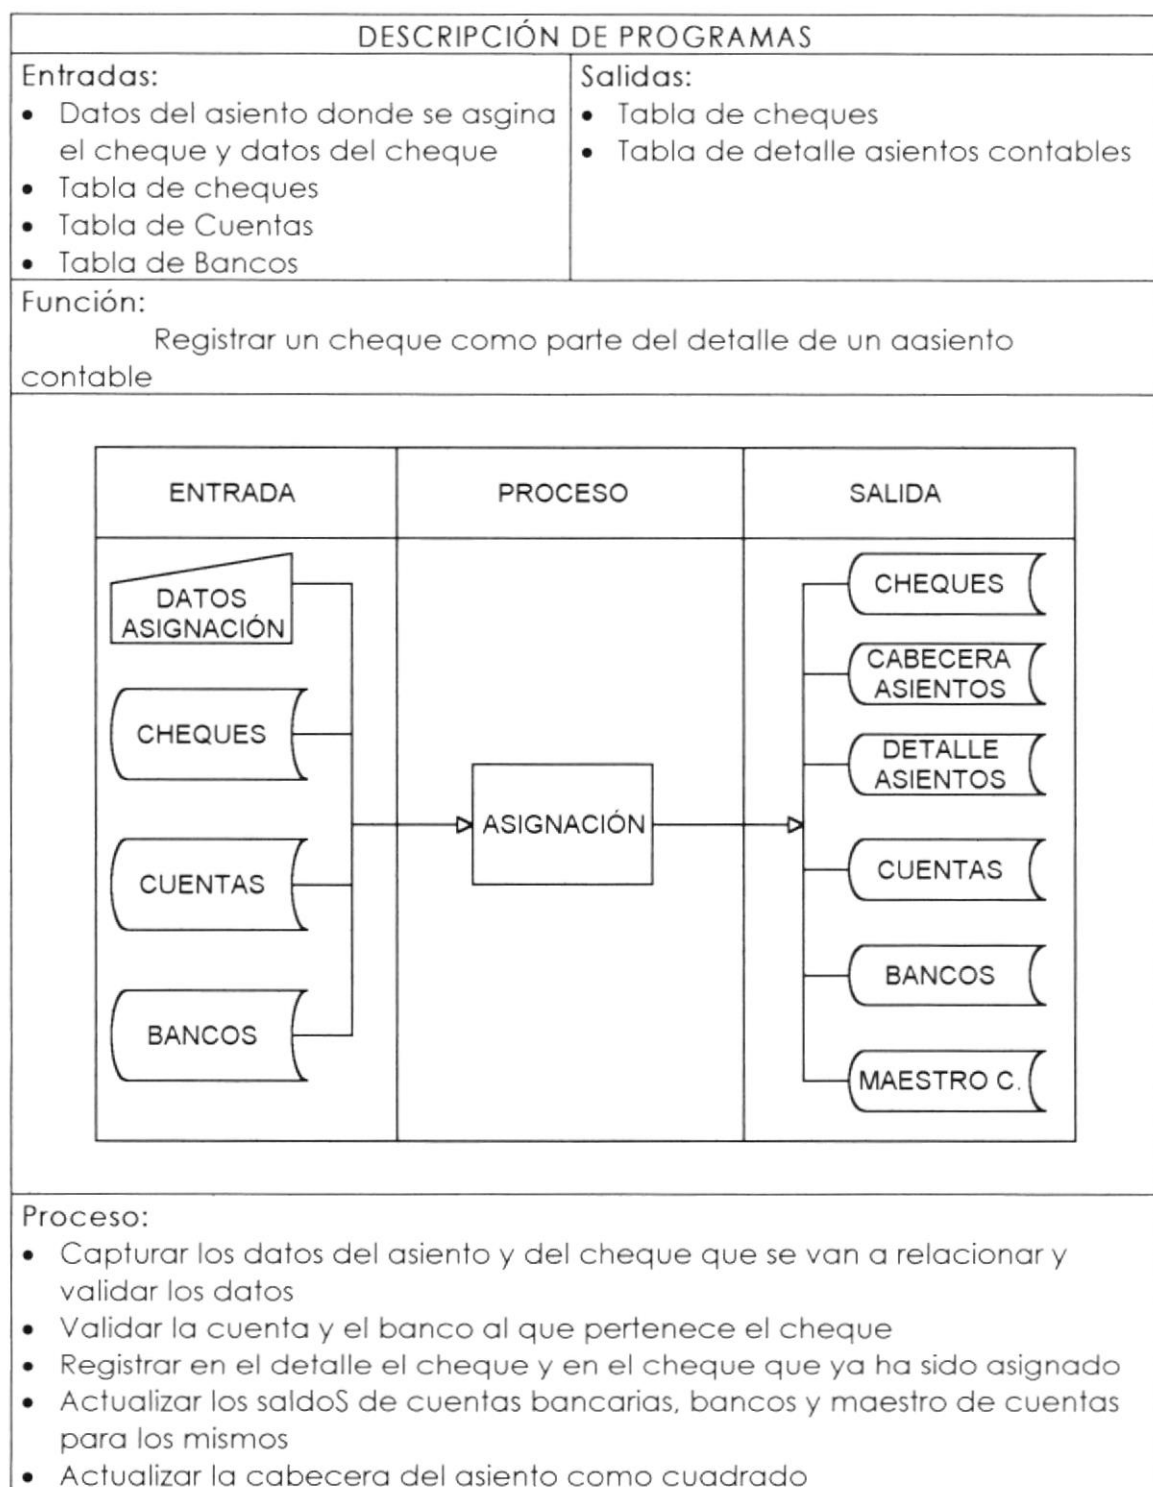 DESCRIPCIÓN DE PROGRAMAS
Entradas:
• Datos del asiento donde se asgina
el cheque y datos del cheque
• Tabla de cheques
• Tabla de Cuentas
• Tabla de Bancos
Salidas:
• Tabla de cheques
• Tabla de detalle asientos contables
Función:
Registrar un cheque como parte del detalle de un aasiento
contable
ENTRADA
PROCESO
SALIDA
DATOS
ASIGNACIÓN
CHEQUES
CUENTAS
BANCOS
ASIGNACIÓN
CHEQUES
CABECERA
ASIENTOS
DETALLE
ASIENTOS
CUENTAS
BANCOS
MAESTRO C.
Proceso:
• Capturar los datos del asiento y del cheque que se van a relacionar y
validar los datos
• Validar la cuenta y el banco al que pertenece el cheque
• Registrar en el detalle el cheque y en el cheque que ya ha sido asignado
• Actualizar los saldoS de cuentas bancarias, bancos y maestro de cuentas
para los mismos
• Actualizar la cabecera del asiento como cuadrado